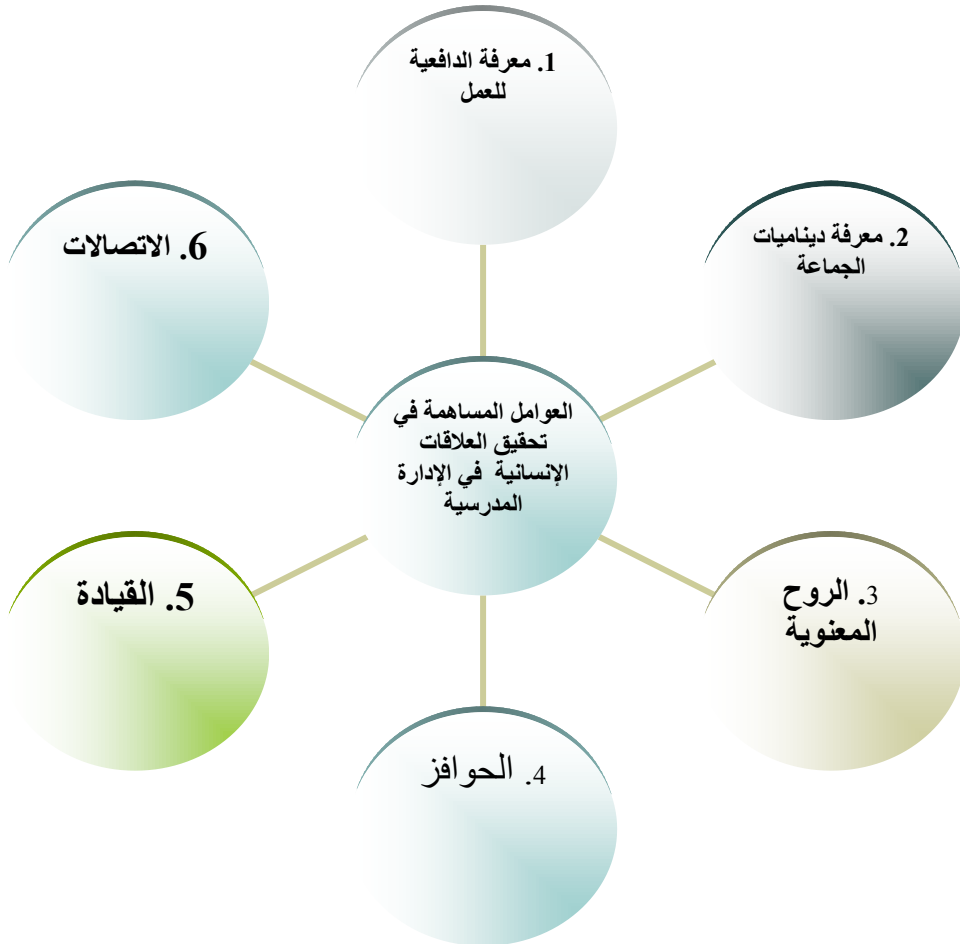 1. معرفة الدافعية
للعمل
2. معرفة ديناميات
الجماعة
3. الروح
المعنوية
4. الحوافز
5. القيادة
6. الاتصالات
العوامل المساهمة في
تحقيق العلاقات
الإنسانية في الإدارة
المدرسية